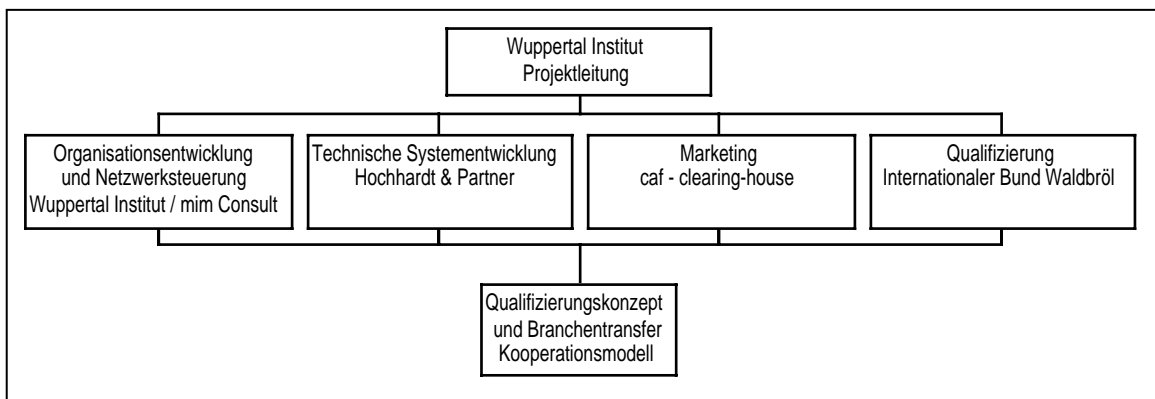 Wuppertal Institut
Projektleitung
Organisationsentwicklung
und Netzwerksteuerung
Wuppertal Institut / mim Consult
Technische Systementwicklung
Hochhardt & Partner
Marketing
caf - clearing-house
Qualifizierung
Internationaler Bund Waldbröl
Qualifizierungskonzept
und Branchentransfer
Kooperationsmodell